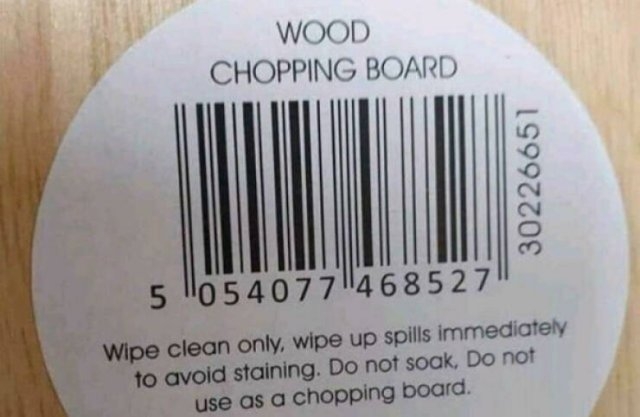 WOOD
CHOPPING BOARD
30226651
5 054077 468527
Wipe clean only, wipe up spills immediately
to avoid staining. Do not soak, Do not
use as a chopping board.